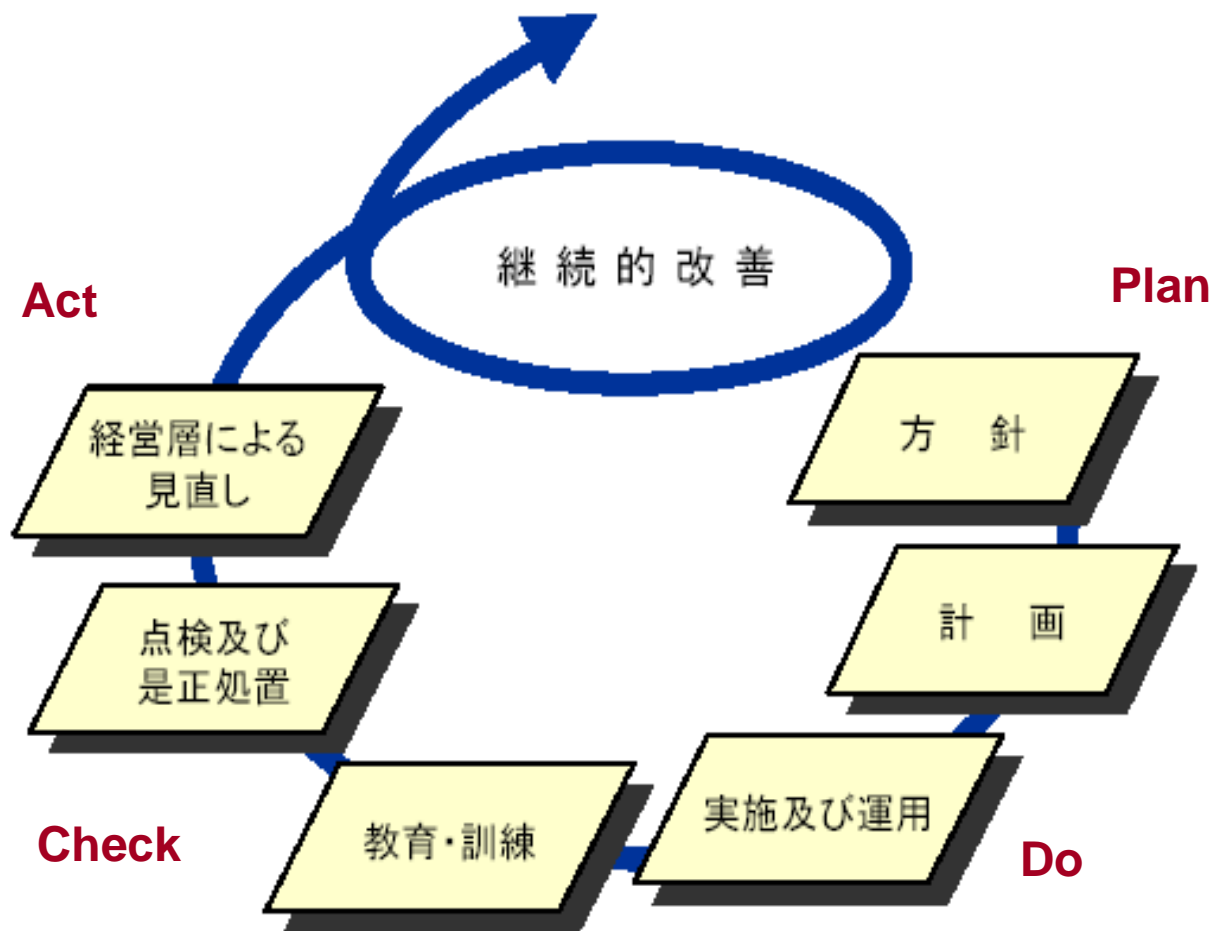 継続的改善
Act
Plan
経営層による
見直し
方 針
点検及び
是正処置
計 画
教育・訓練
実施及び運用
Check
Do